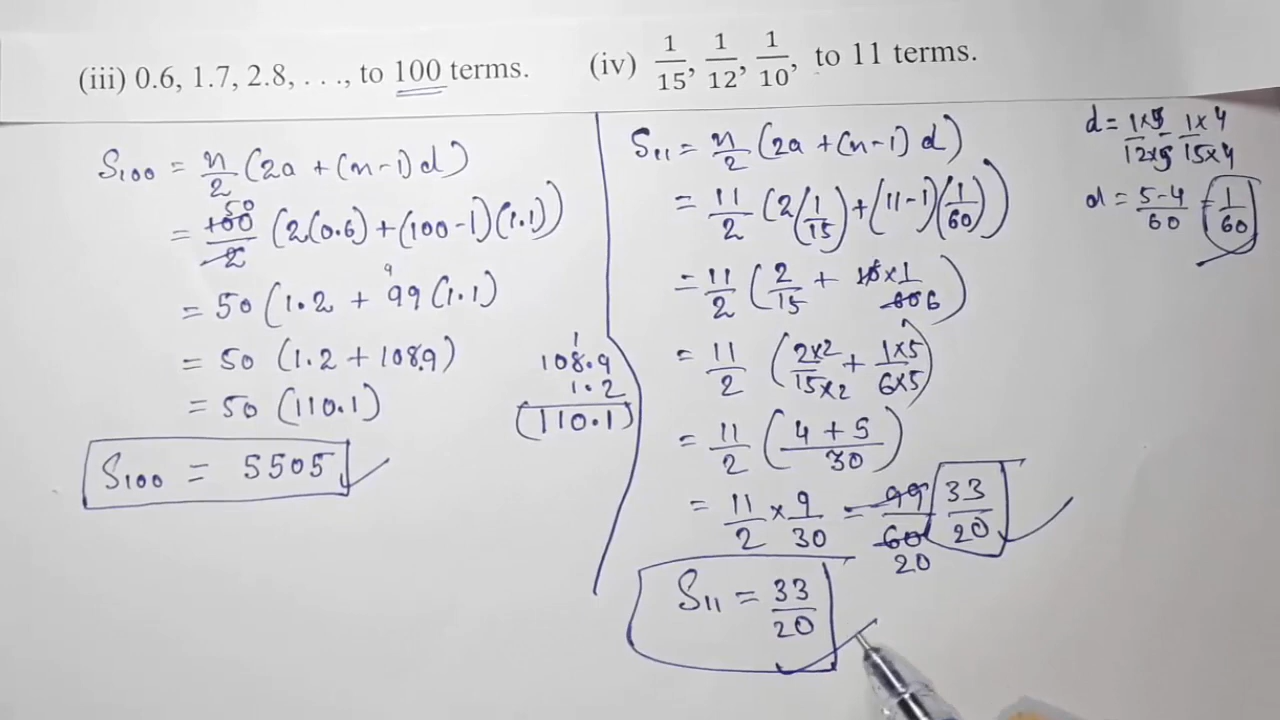 (iii) 0.6, 1.7, 2.8, . . ., to 100 terms.
(iv) 1/15, 1/12, 1/10, to 11 terms.
S100 = n/2 (2a + (n-1) d)
= 100/2 50 (2(0.6) + (100-1) (1.1))
= 50 (1.2 + 99 (1.1) 9
= 50 (1.2 + 108.9)
= 50 (110.1)
S100 = 5505
1
108.9
1.2
(110.1)
S11 = n/2 (2a + (n-1) d)
= 11/2 (2(1/15) + (11-1) (1/60))
= 11/2 (2/15 + 10×1/60 6)
= 11/2 (2×2/15×2 + 1×5/6×5)
= 11/2 (4 + 5/30)
= 11/2 × 9/30 = 99/60 20 33/20
S11 = 33/20
d = 1×5/12×5 - 1×4/15×4
d = 5-4/60 = 1/60